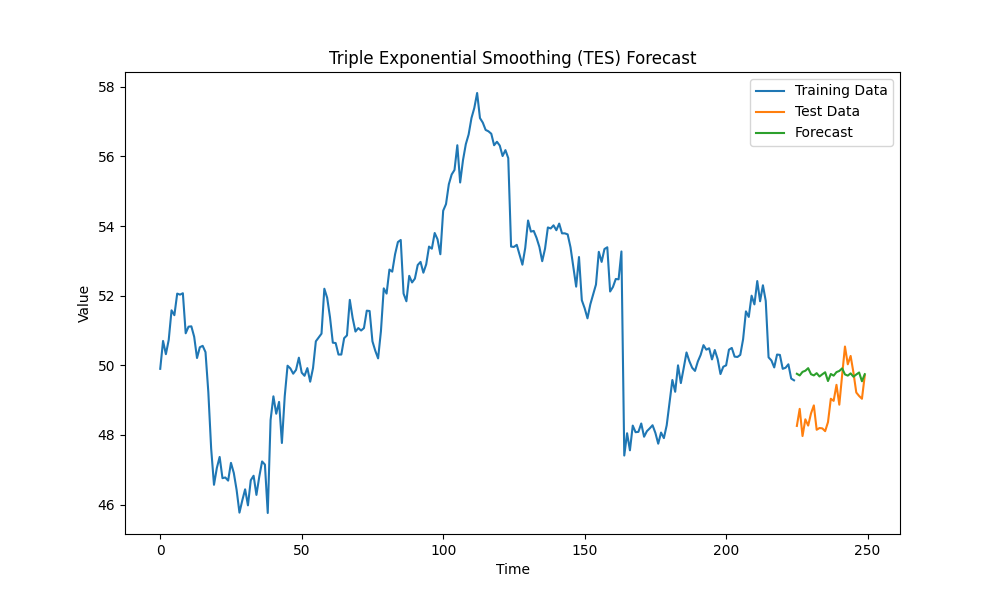 Triple Exponential Smoothing (TES) Forecast
Training Data
Test Data
Forecast
Value
58
56
54
52
50
48
46
0 50 100 150 200 250
Time